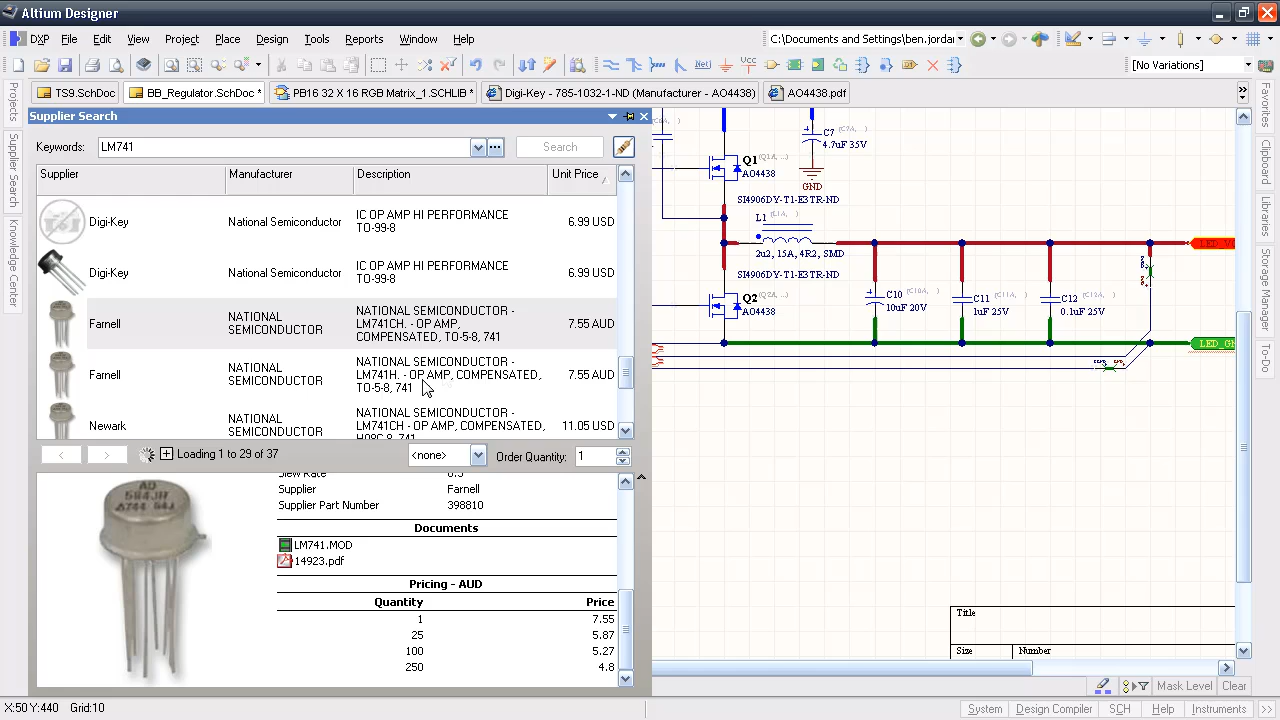 Altium Designer
DXP File Edit View Project Place Design Tools Reports Window Help
C:\Documents and Settings\ben.jordai
[No Variations]
TS9.SchDoc
BB_Regulator.SchDoc *
PB16 32 X 16 RGB Matrix_1.SCHLIB *
Digi-Key - 785-1032-1-ND (Manufacturer - AO4438)
AO4438.pdf
Projects
Supplier Search
Knowledge Center
Favorites
Clipboard
Libraries
Storage Manager
To-Do
Supplier Search
Keywords: LM741 Search
Supplier Manufacturer Description Unit Price
Digi-Key National Semiconductor IC OP AMP HI PERFORMANCE TO-99-8 6.99 USD
Digi-Key National Semiconductor IC OP AMP HI PERFORMANCE TO-99-8 6.99 USD
Farnell NATIONAL SEMICONDUCTOR NATIONAL SEMICONDUCTOR - LM741CH. - OP AMP, COMPENSATED, TO-5-8, 741 7.55 AUD
Farnell NATIONAL SEMICONDUCTOR NATIONAL SEMICONDUCTOR - LM741H. - OP AMP, COMPENSATED, TO-5-8, 741 7.55 AUD
Newark NATIONAL SEMICONDUCTOR NATIONAL SEMICONDUCTOR - LM741CH - OP AMP, COMPENSATED, 11.05 USD
Loading 1 to 29 of 37
<none>
Order Quantity: 1
Slew Rate 0.5
Supplier Farnell
Supplier Part Number 398810
Documents
LM741.MOD
14923.pdf
Pricing - AUD
Quantity Price
1 7.55
25 5.87
100 5.27
250 4.8
C7
4.7uF 35V
GND
Q1
AO4438
SI4906DY-T1-E3TR-ND
L1
2u2, 15A, 4R2, SMD
SI4906DY-T1-E3TR-ND
Q2
AO4438
C10
10uF 20V
C11
1uF 25V
C12
0.1uF 25V
LED_GN
Title
Size Number
Mask Level Clear
X:50 Y:440 Grid:10
System Design Compiler SCH Help Instruments >>